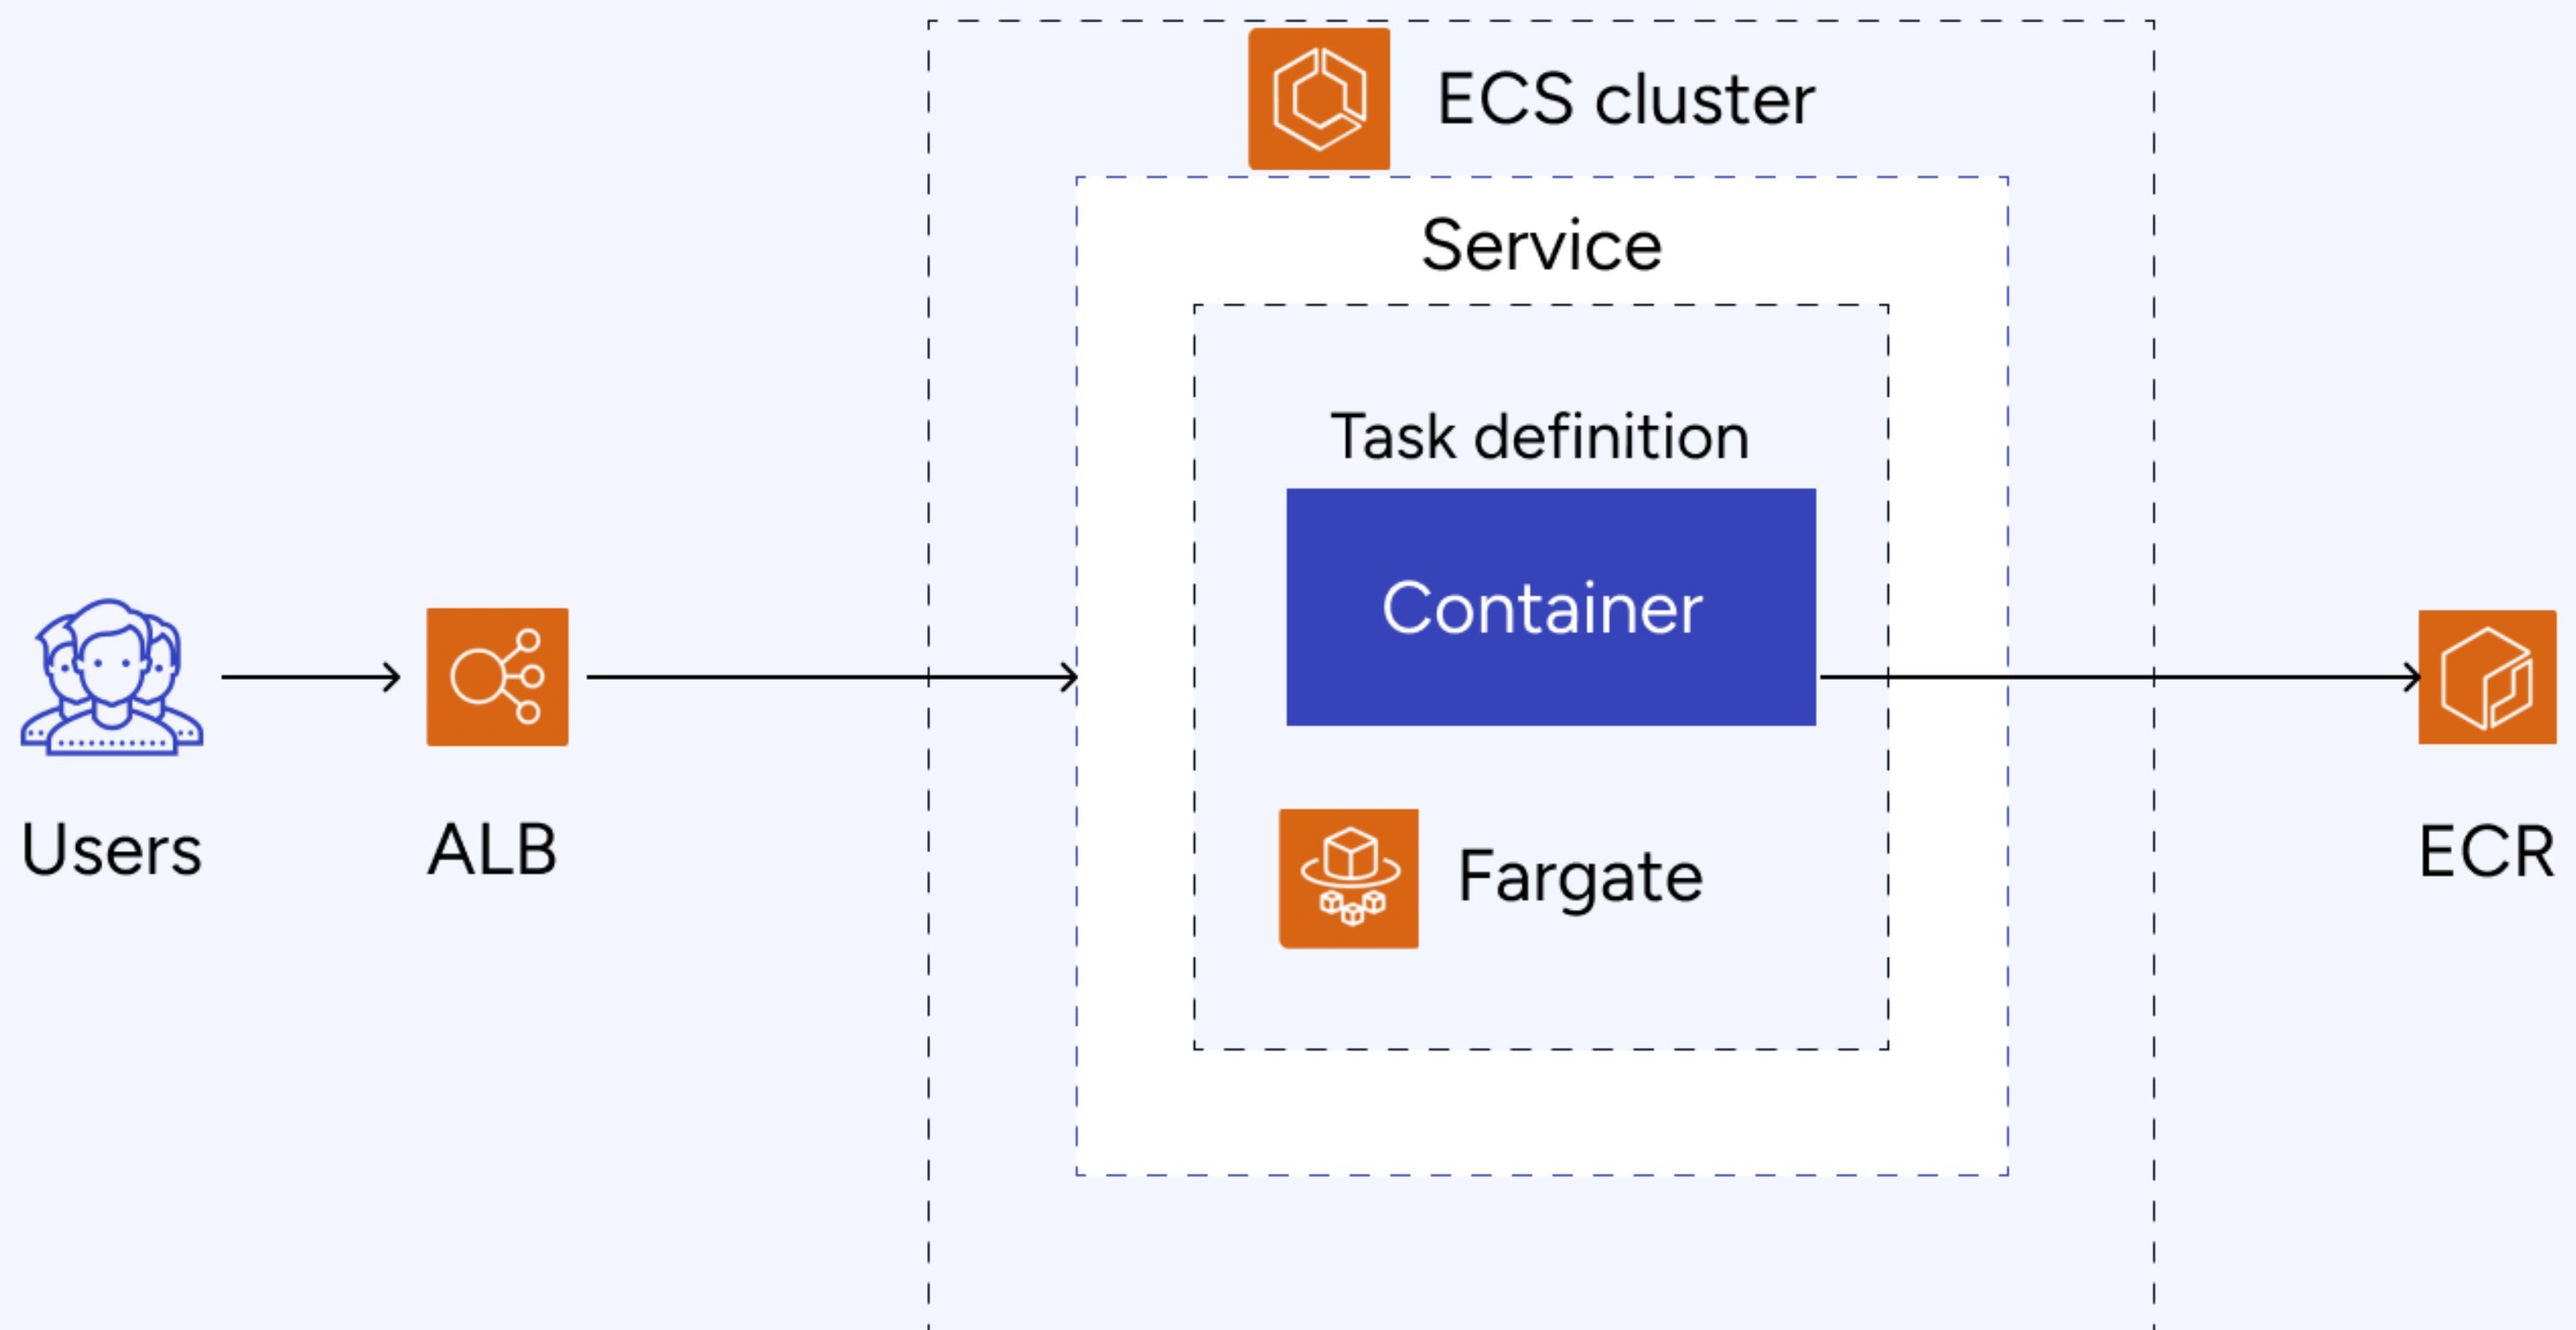 ECS cluster
Service
Task definition
Container
Fargate
Users
ALB
ECR